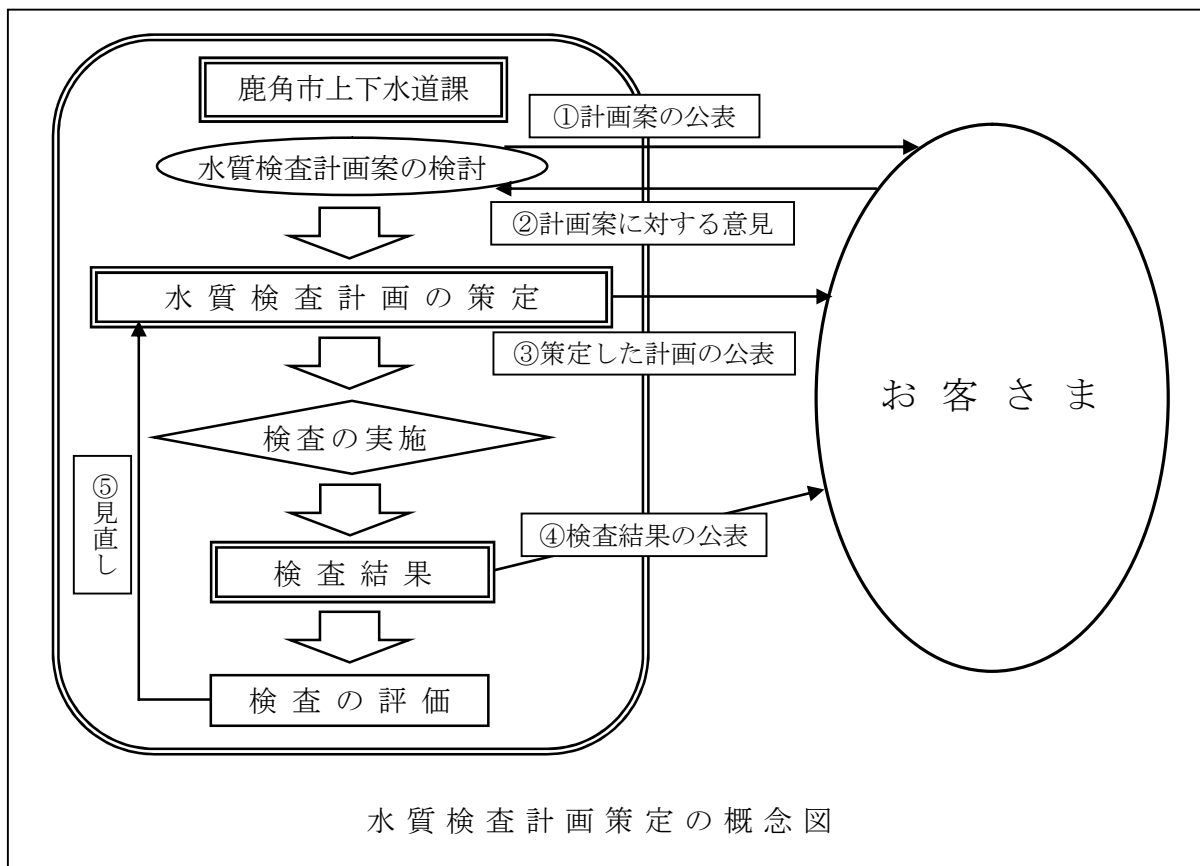 鹿角市上下水道課
①計画案の公表
水質検査計画案の検討
②計画案に対する意見
水質検査計画の策定
③策定した計画の公表
お客さま
検査の実施
⑤見直し
④検査結果の公表
検査結果
検査の評価
水質検査計画策定の概念図